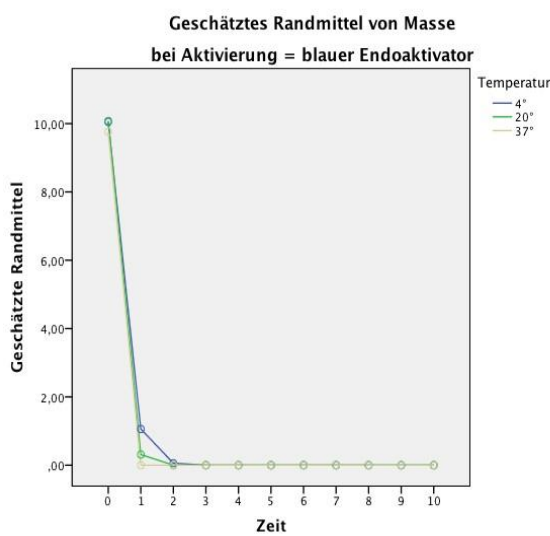 Geschätztes Randmittel von Masse
bei Aktivierung = blauer Endoaktivator
Temperatur
4°
20°
37°
Geschätzte Randmittel
10,00
8,00
6,00
4,00
2,00
,00
0 1 2 3 4 5 6 7 8 9 10
Zeit